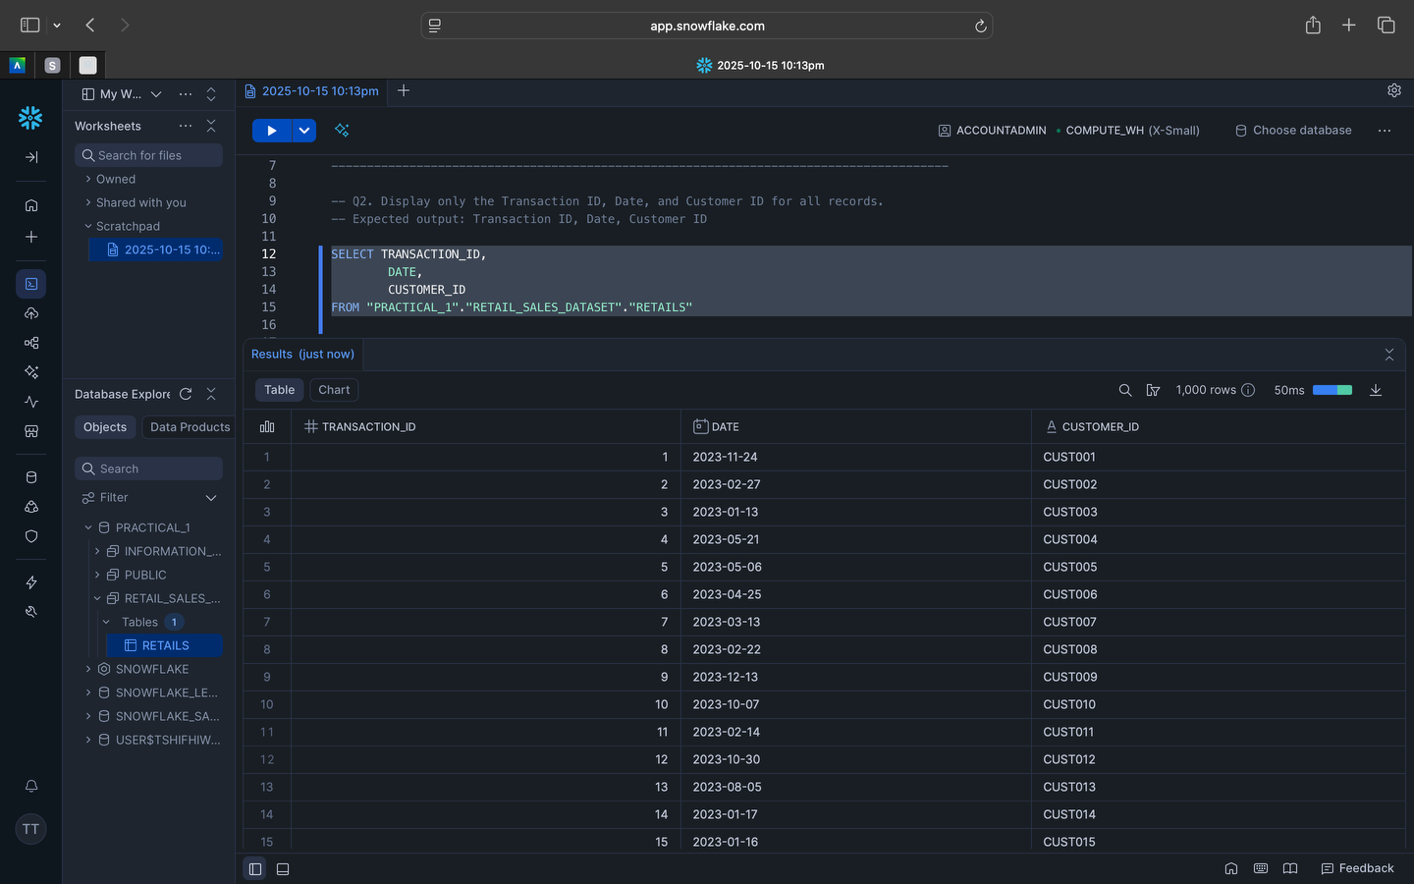 app.snowflake.com
S
2025-10-15 10:13pm
My W...
2025-10-15 10:13pm
Worksheets
ACCOUNTADMIN
COMPUTE_WH (X-Small)
Choose database
Search for files
Owned
Shared with you
Scratchpad
2025-10-15 10:...
7 --------------------------------------------------------------------------------
8
9 -- Q2. Display only the Transaction ID, Date, and Customer ID for all records.
10 -- Expected output: Transaction ID, Date, Customer ID
11
12 SELECT TRANSACTION_ID,
13 DATE,
14 CUSTOMER_ID
15 FROM "PRACTICAL_1"."RETAIL_SALES_DATASET"."RETAILS"
16
Database Explore
Objects
Data Products
Search
Filter
PRACTICAL_1
INFORMATION_...
PUBLIC
RETAIL_SALES_...
Tables 1
RETAILS
SNOWFLAKE
SNOWFLAKE_LE...
SNOWFLAKE_SA...
USER$TSHIFHIW...
TT
Results (just now)
Table
Chart
1,000 rows
50ms
TRANSACTION_ID DATE A CUSTOMER_ID
1 1 2023-11-24 CUST001
2 2 2023-02-27 CUST002
3 3 2023-01-13 CUST003
4 4 2023-05-21 CUST004
5 5 2023-05-06 CUST005
6 6 2023-04-25 CUST006
7 7 2023-03-13 CUST007
8 8 2023-02-22 CUST008
9 9 2023-12-13 CUST009
10 10 2023-10-07 CUST010
11 11 2023-02-14 CUST011
12 12 2023-10-30 CUST012
13 13 2023-08-05 CUST013
14 14 2023-01-17 CUST014
15 15 2023-01-16 CUST015
Feedback